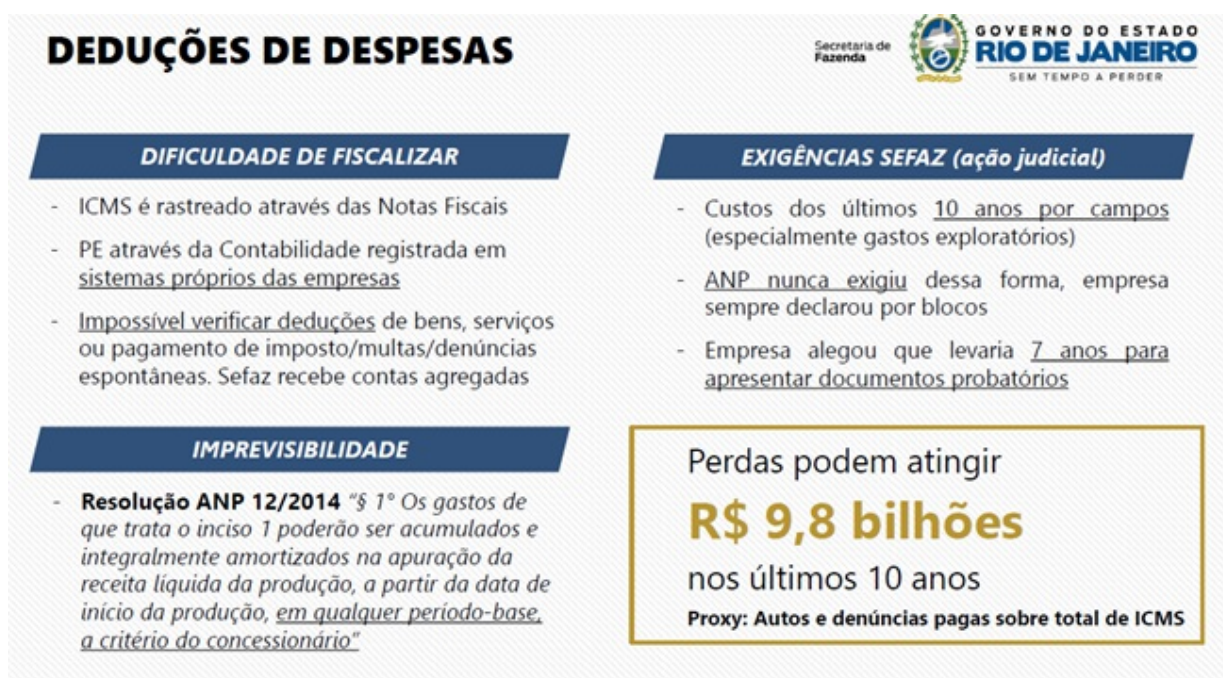 DEDUÇÕES DE DESPESAS
Secretaria de
Fazenda
GOVERNO DO ESTADO
RIO DE JANEIRO
SEM TEMPO A PERDER
DIFICULDADE DE FISCALIZAR
- ICMS é rastreado através das Notas Fiscais
- PE através da Contabilidade registrada em
sistemas próprios das empresas
- Impossível verificar deduções de bens, serviços
ou pagamento de imposto/multas/denúncias
espontâneas. Sefaz recebe contas agregadas
IMPREVISIBILIDADE
- Resolução ANP 12/2014 “§ 1° Os gastos de
que trata o inciso 1 poderão ser acumulados e
integralmente amortizados na apuração da
receita líquida da produção, a partir da data de
início da produção, em qualquer período-base,
a critério do concessionário”
EXIGÊNCIAS SEFAZ (ação judicial)
- Custos dos últimos 10 anos por campos
(especialmente gastos exploratórios)
- ANP nunca exigiu dessa forma, empresa
sempre declarou por blocos
- Empresa alegou que levaria 7 anos para
apresentar documentos probatórios
Perdas podem atingir
R$ 9,8 bilhões
nos últimos 10 anos
Proxy: Autos e denúncias pagas sobre total de ICMS